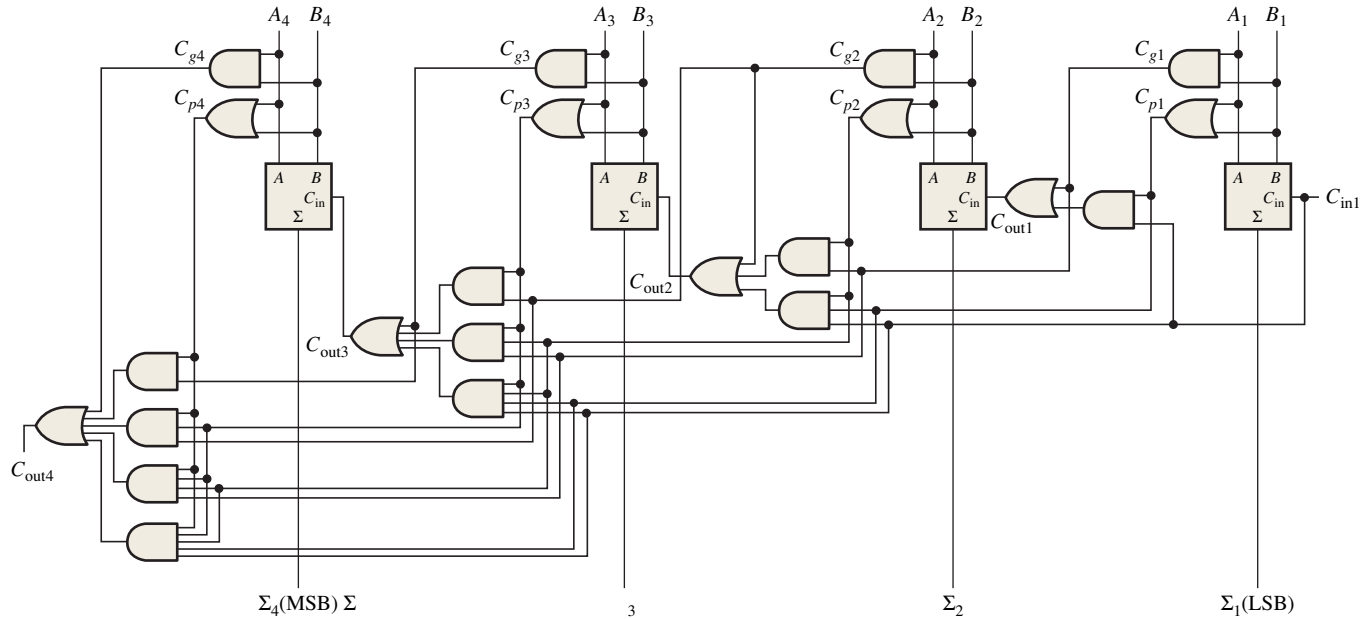 A4 B4 A3 B3 A2 B2 A1 B1
Cg4 Cg3 Cg2 Cg1
Cp4 Cp3 Cp2 Cp1
A B A B A B A B
Cin Cin Cin Cin Cin1
Σ Σ Σ Σ
Cout1
Cout2
Cout3
Cout4
Σ4(MSB) Σ 3 Σ2 Σ1(LSB)